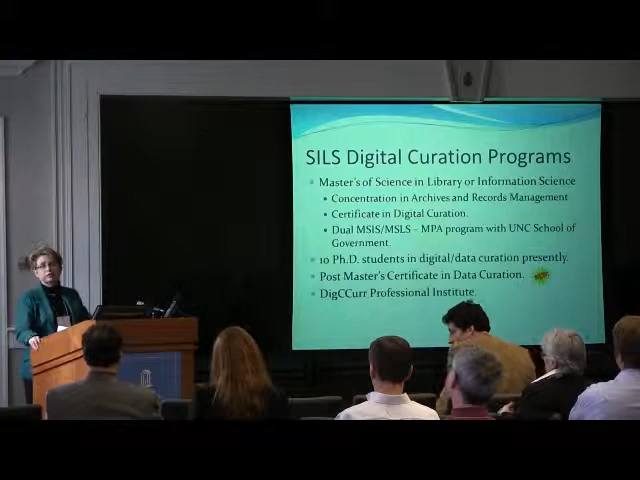 SILS Digital Curation Programs
Master's of Science in Library or Information Science
Concentration in Archives and Records Management
Certificate in Digital Curation.
Dual MSIS/MSLS – MPA program with UNC School of
Government.
10 Ph.D. students in digital/data curation presently.
Post Master's Certificate in Data Curation.
DigCCurr Professional Institute.